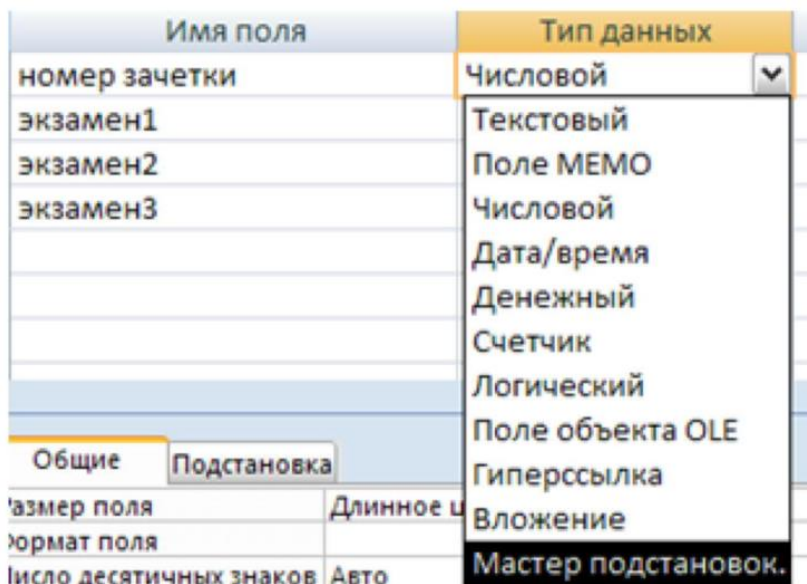 Имя поля Тип данных
номер зачетки Числовой
экзамен1 Текстовый
экзамен2 Поле МЕМО
экзамен3 Числовой
Дата/время
Денежный
Счетчик
Логический
Поле объекта OLE
Гиперссылка
Вложение
Мастер подстановок.
Общие Подстановка
азмер поля Длинное ц
ормат поля
исло десятичных знаков Авто